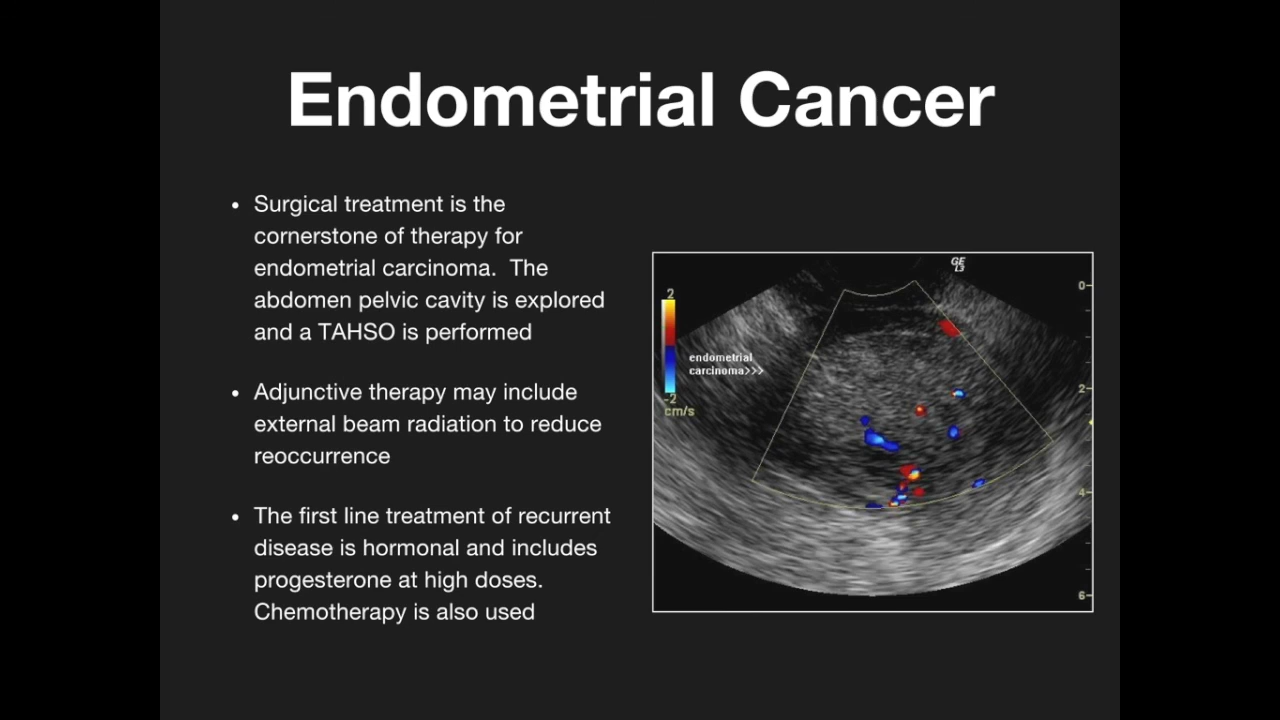 Endometrial Cancer
• Surgical treatment is the
cornerstone of therapy for
endometrial carcinoma.  The
abdomen pelvic cavity is explored
and a TAHSO is performed
• Adjunctive therapy may include
external beam radiation to reduce
reoccurrence
• The first line treatment of recurrent
disease is hormonal and includes
progesterone at high doses.
Chemotherapy is also used
GE
L3
2
endometrial
carcinoma>>>
-2
cm/s
0-
2-
4-
6-